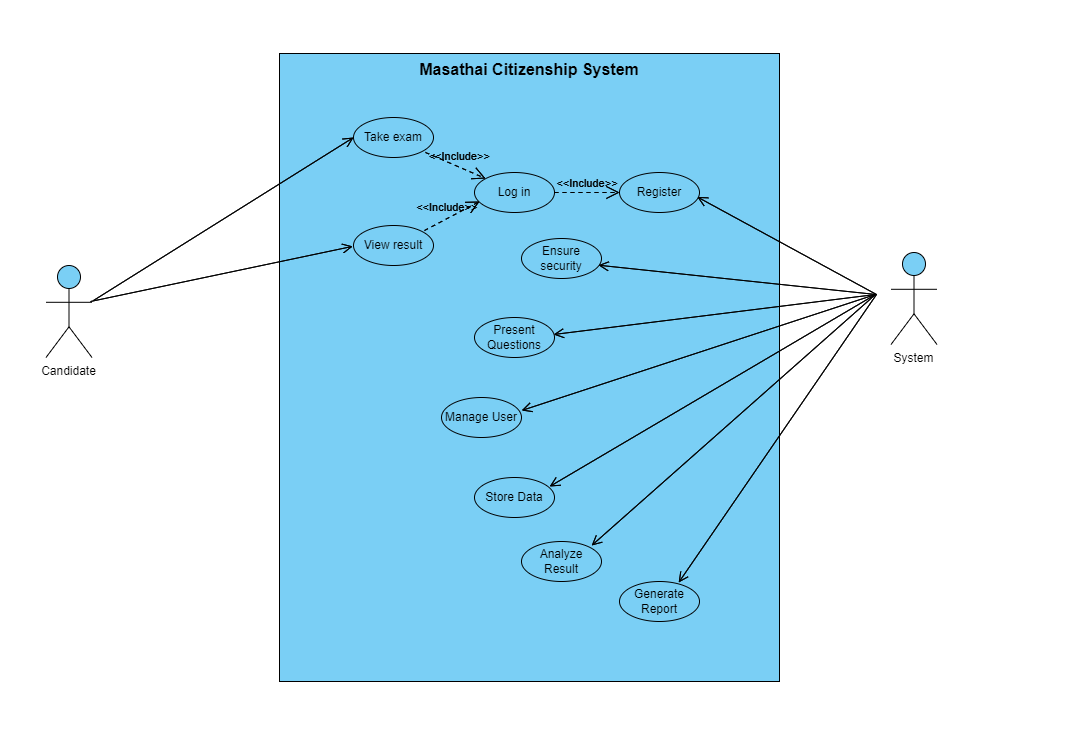 Masathai Citizenship System
Take exam
<<Include>>
Log in
<<Include>>
Register
<<Include>>
View result
Ensure
security
Present
Questions
Manage User
Store Data
Analyze
Result
Generate
Report
Candidate
System